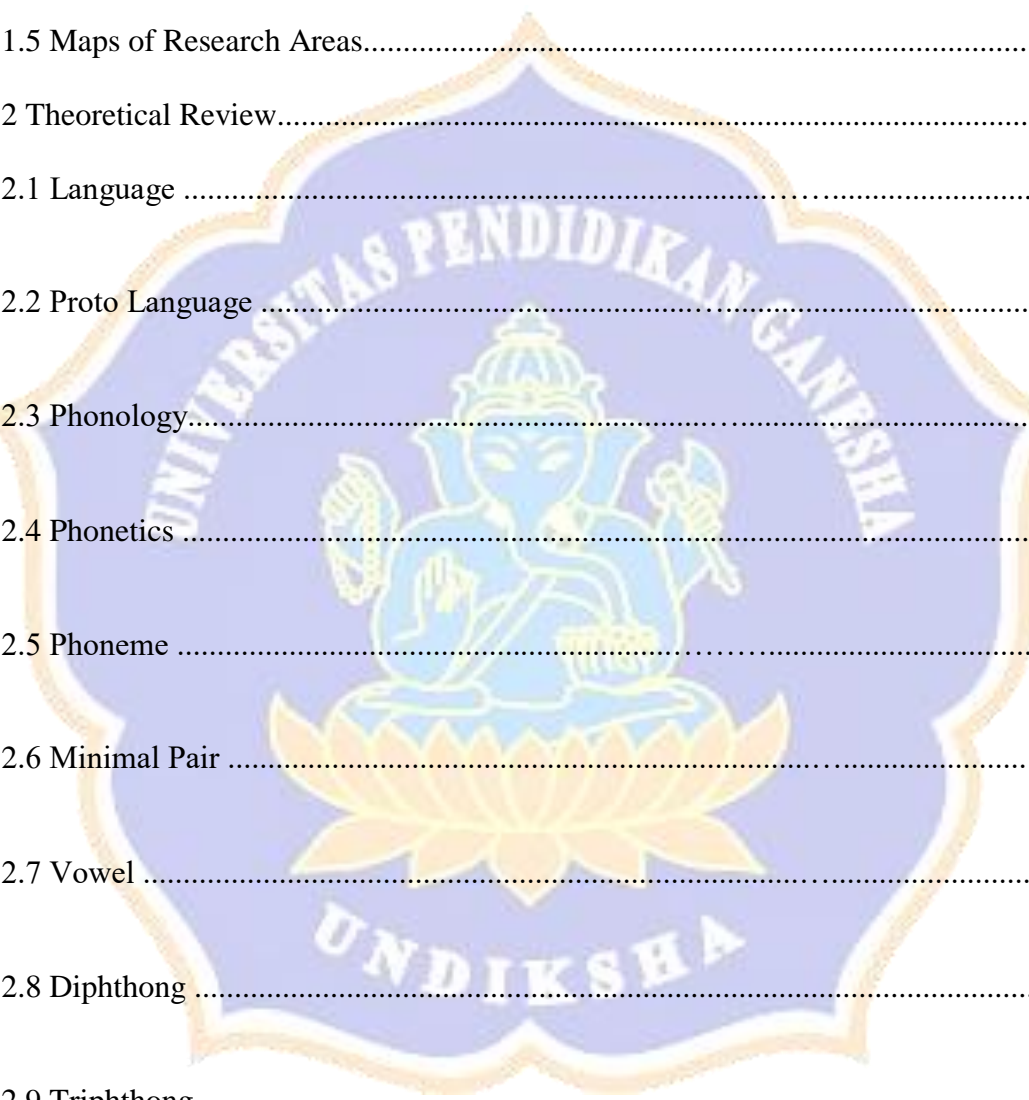 1.5 Maps of Research Areas..........................................................................
2 Theoretical Review....................................................................................
2.1 Language ................................................................................................
UNIVERSITAS PENDIDIKAN GANESHA
2.2 Proto Language ......................................................................................
2.3 Phonology...............................................................................................
2.4 Phonetics ................................................................................................
2.5 Phoneme ................................................................................................
2.6 Minimal Pair ..........................................................................................
2.7 Vowel .....................................................................................................
UNDIKSHA
2.8 Diphthong ..............................................................................................
2.9 Triphthong